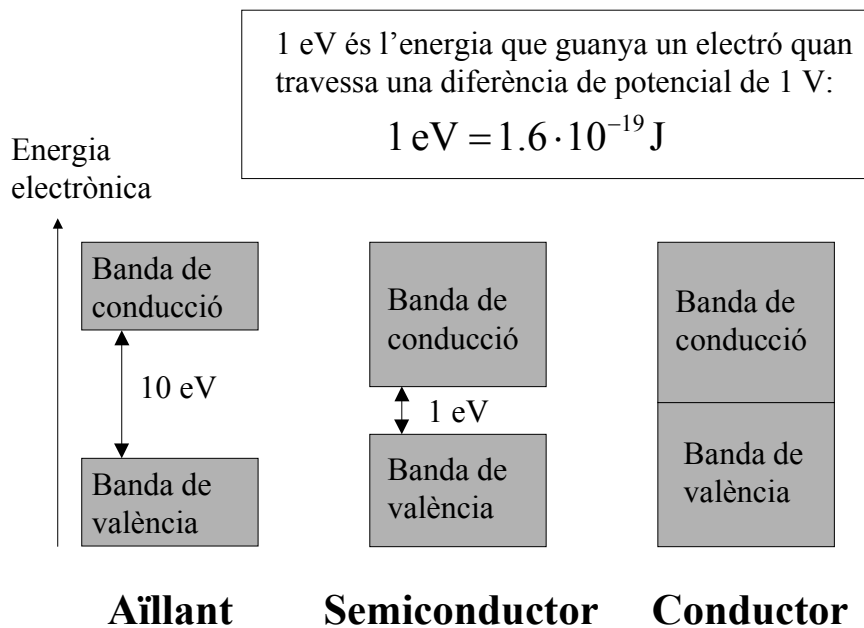 1 eV és l’energia que guanya un electró quan
travessa una diferència de potencial de 1 V:
1 eV = 1.6 · 10⁻¹⁹ J
Energia
electrònica
Banda de
conducció
10 eV
Banda de
valència
Aïllant
Banda de
conducció
1 eV
Banda de
valència
Semiconductor
Banda de
conducció
Banda de
valència
Conductor